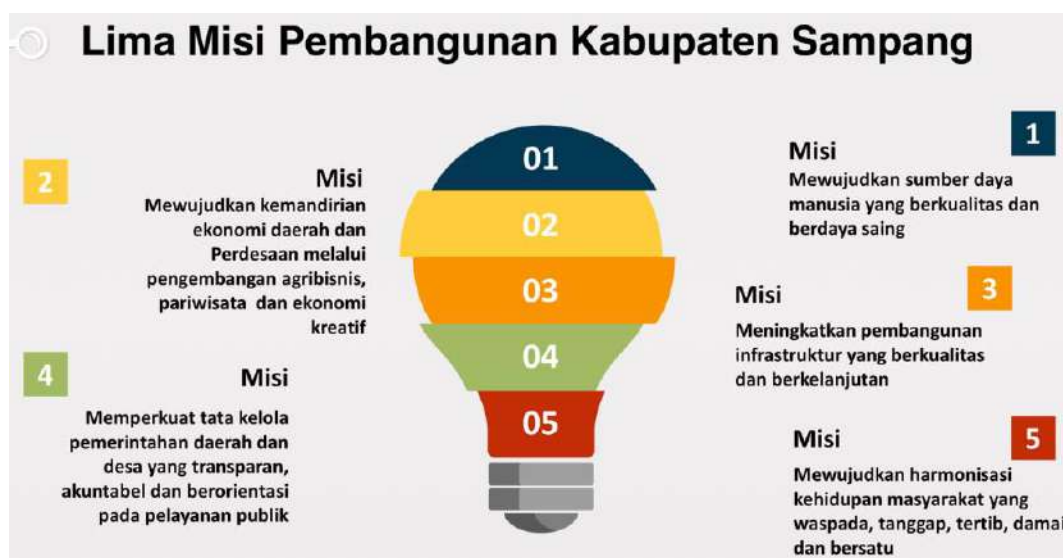 Lima Misi Pembangunan Kabupaten Sampang
1
Misi
Mewujudkan sumber daya
manusia yang berkualitas dan
berdaya saing
2
Misi
Mewujudkan kemandirian
ekonomi daerah dan
Perdesaan melalui
pengembangan agribisnis,
pariwisata dan ekonomi
kreatif
3
Misi
Meningkatkan pembangunan
infrastruktur yang berkualitas
dan berkelanjutan
4
Misi
Memperkuat tata kelola
pemerintahan daerah dan
desa yang transparan,
akuntabel dan berorientasi
pada pelayanan publik
5
Misi
Mewujudkan harmonisasi
kehidupan masyarakat yang
waspada, tanggap, tertib, damai
dan bersatu
01
02
03
04
05